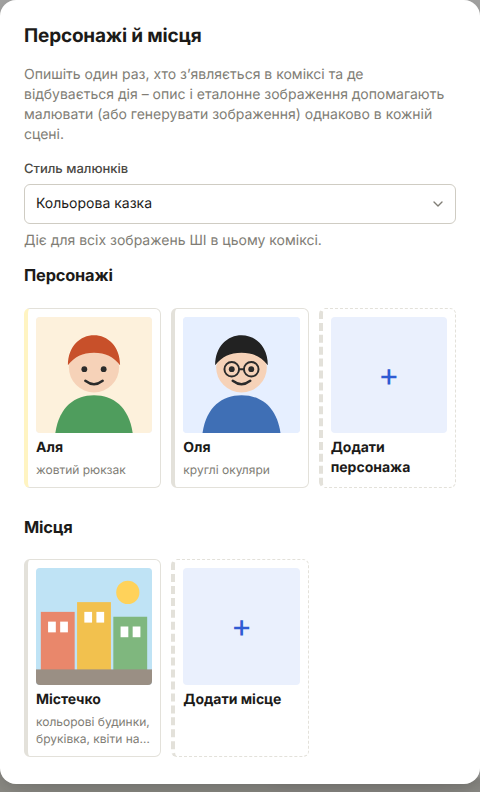 Персонажі й місця
Опишіть один раз, хто з’являється в коміксі та де
відбувається дія – опис і еталонне зображення допомагають
малювати (або генерувати зображення) однаково в кожній
сцені.
Стиль малюнків
Кольорова казка
Діє для всіх зображень ШІ в цьому коміксі.
Персонажі
Аля
жовтий рюкзак
Оля
круглі окуляри
+
Додати
персонажа
Місця
Містечко
кольорові будинки,
бруківка, квіти на...
+
Додати місце